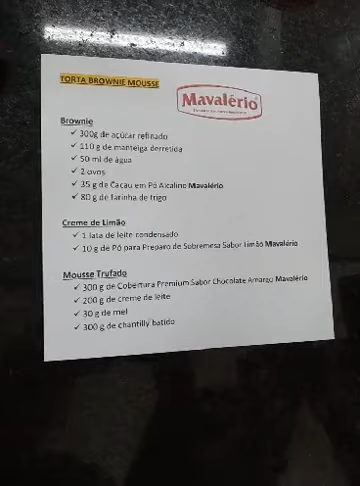 TORTA BROWNIE MOUSSE
Mavalério
Brownie
✓ 300g de açúcar refinado
✓ 110 g de manteiga derretida
✓ 50 ml de água
✓ 2 ovos
✓ 35 g de Cacau em Pó Alcalino Mavalério
✓ 80 g de farinha de trigo
Creme de Limão
✓ 1 lata de leite condensado
✓ 10 g de Pó para Preparo de Sobremesa Sabor Limão Mavalério
Mousse Trufado
✓ 300 g de Cobertura Premium Sabor Chocolate Amargo Mavalério
✓ 200 g de creme de leite
✓ 30 g de mel
✓ 300 g de chantilly batido